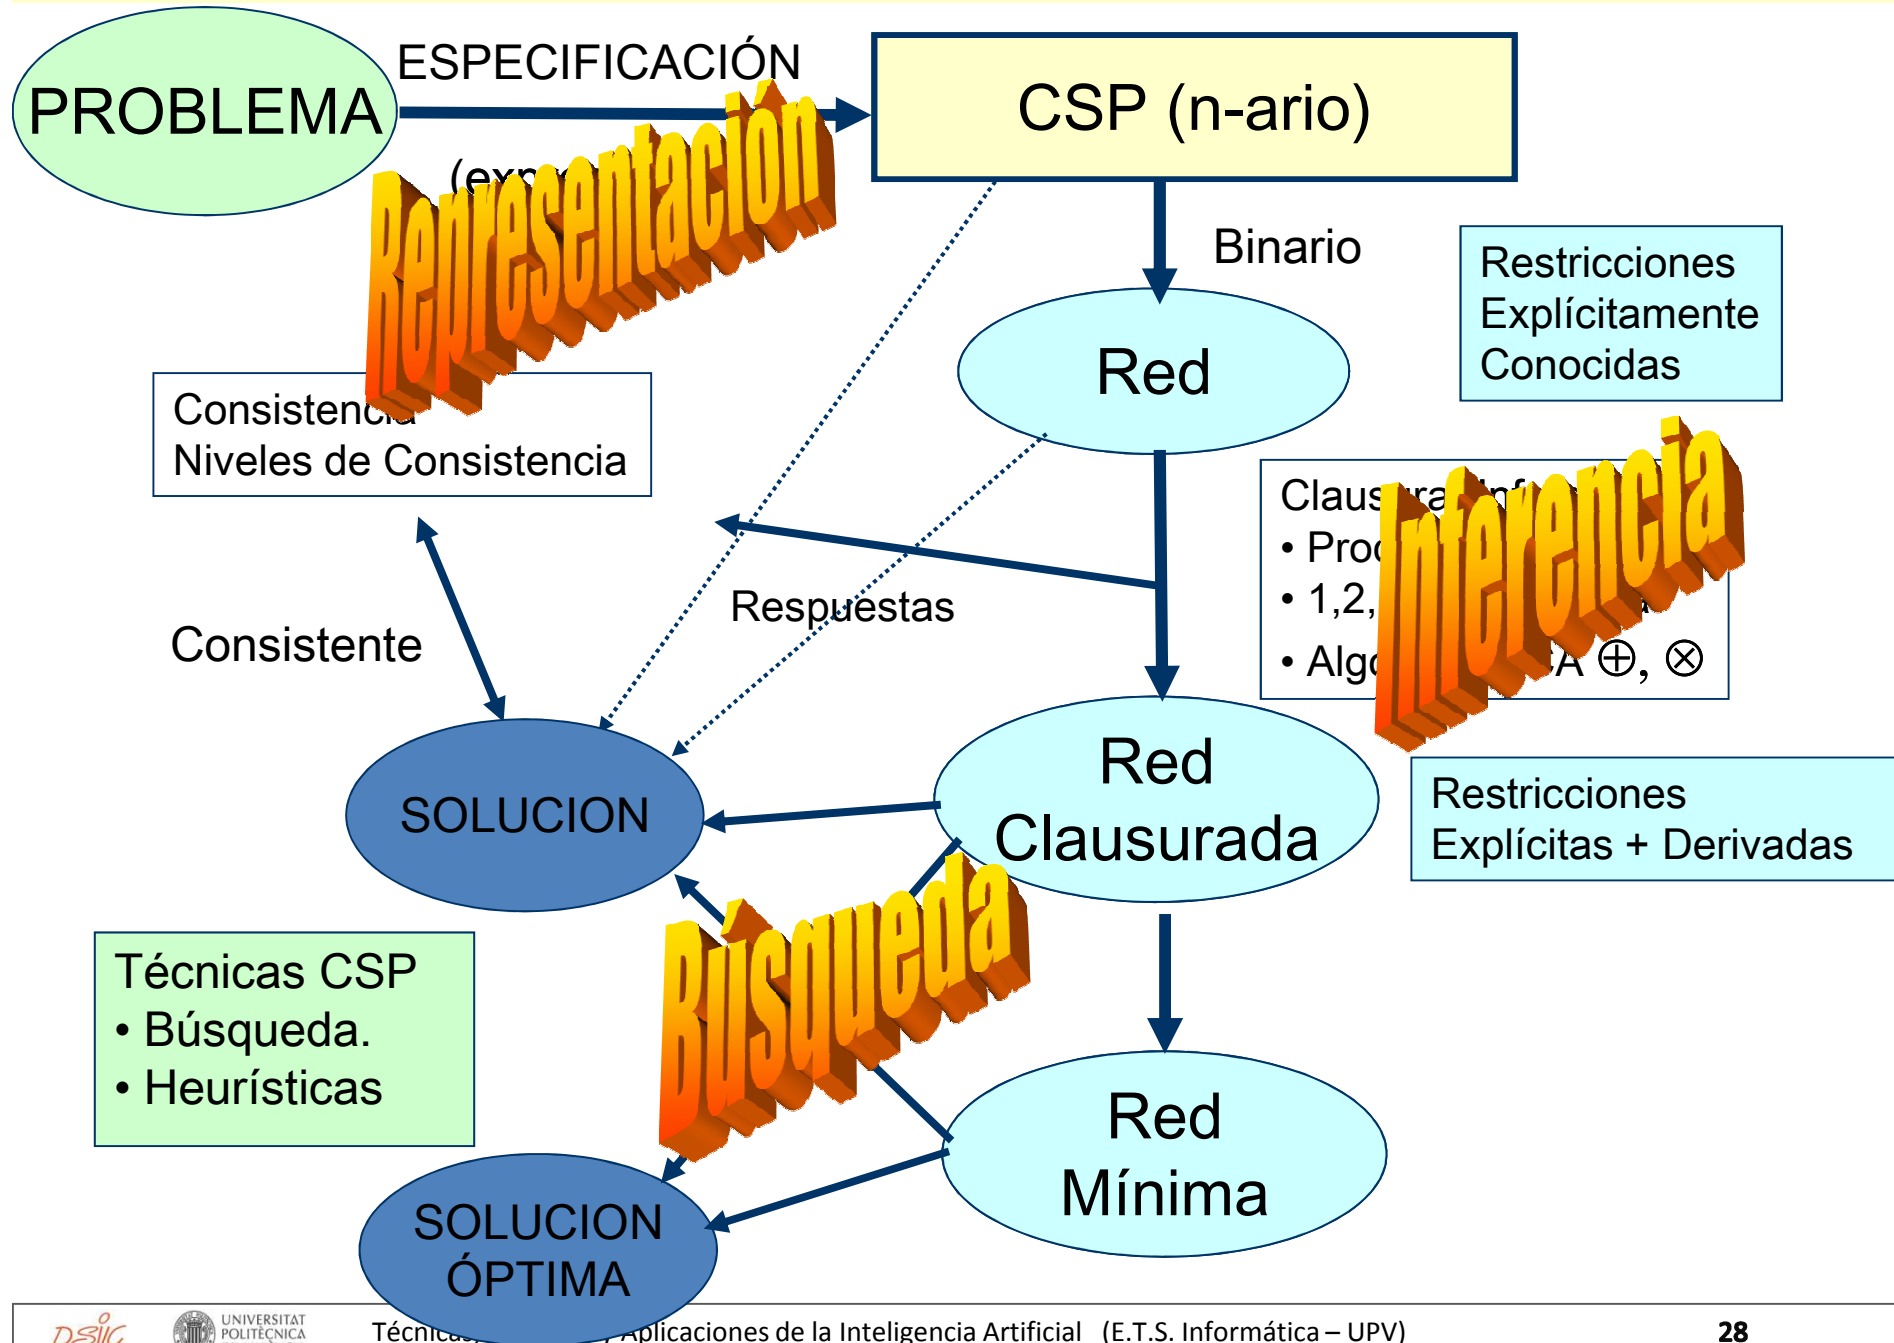 PROBLEMA
ESPECIFICACIÓN
CSP (n-ario)
Representación
Binario
Restricciones
Explícitamente
Conocidas
Red
Consistencia
Niveles de Consistencia
Inferencia
• 1,2,
CA ⊕, ⊗
Respuestas
Consistente
Red
Clausurada
SOLUCION
Restricciones
Explícitas + Derivadas
Búsqueda
Técnicas CSP
• Búsqueda.
• Heurísticas
Red
Mínima
SOLUCION
ÓPTIMA
DSIIC
UNIVERSITAT
POLITÈCNICA
Aplicaciones de la Inteligencia Artificial (E.T.S. Informática – UPV)
28